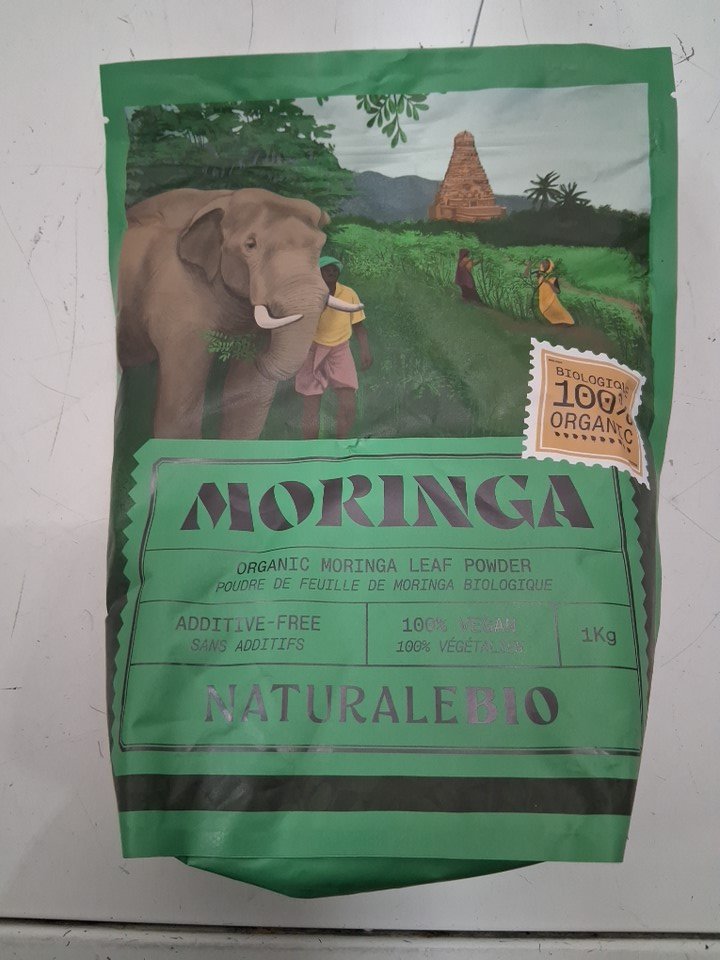 BIOLOGIQUE
100%
ORGANIC
MORINGA
ORGANIC MORINGA LEAF POWDER
POUDRE DE FEUILLE DE MORINGA BIOLOGIQUE
ADDITIVE-FREE
SANS ADDITIFS
100% VEGAN
100% VÉGÉTALIEN
1Kg
NATURALEBIO